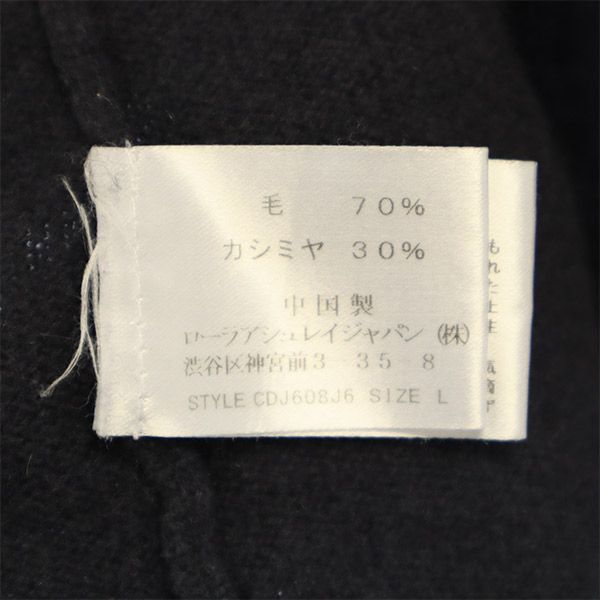 毛 70%
カシミヤ 30%
中国製
ローラアシュレイジャパン(株)
渋谷区神宮前3-35-8
STYLE CDJ608J6 SIZE L